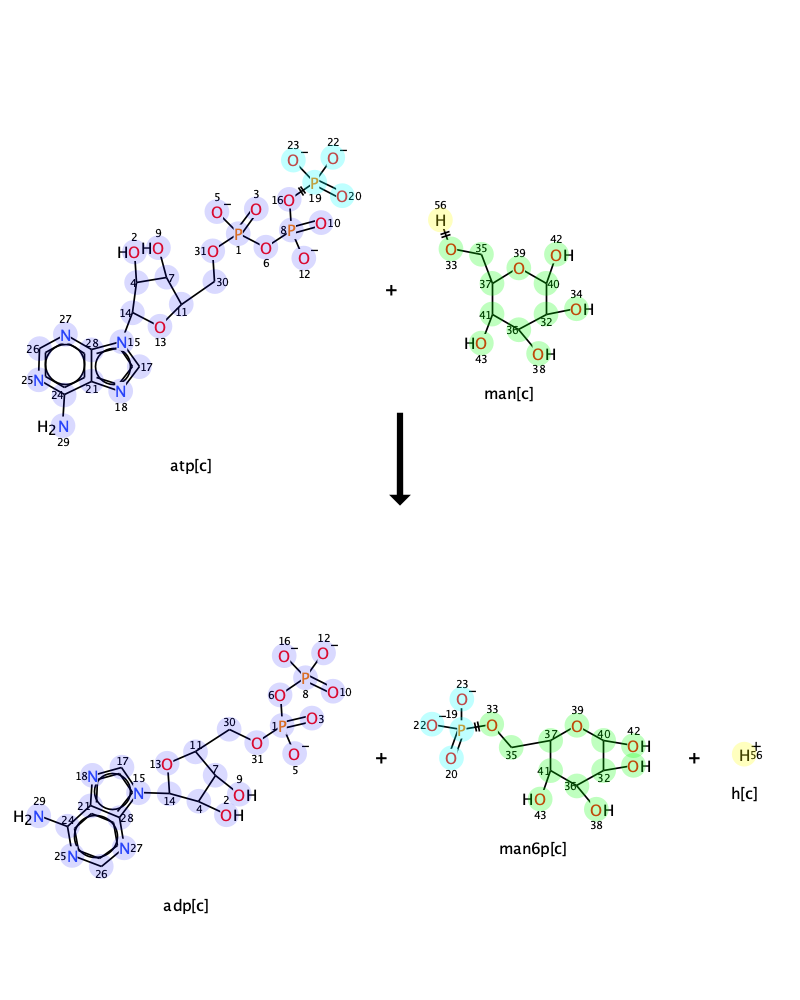 23 22
O⁻ O⁻
5 3 P O 20
O⁻ O 16 O 19
56
H
2 9 P 8 P O 10
HO HO 31 O 1 O O⁻
6 12
O 35 39 42
33 O OH
4 7 30
37 40 34
OH
+
14 11
27 O 41 36 32
N 28 N 15 13
26 HO OH
43 38
17
25 N 24 21 N
18
man[c]
H₂N
29
atp[c]
16 12
O⁻ O⁻
P
8 O 10
6 O
23
O⁻
30 1 P O 3
22 O⁻ 19 P O 33 39
O 42
11 O
31 O⁻
5
37 40 OH
17 13 O
18 N 15 7 9
20 O 35 OH
+ + H⁺ 56
41 36 32
29 21 N 14 4 2 OH
HO OH
43 38
h[c]
H₂N 24 28 OH
25 N N 27
26
man6p[c]
adp[c]